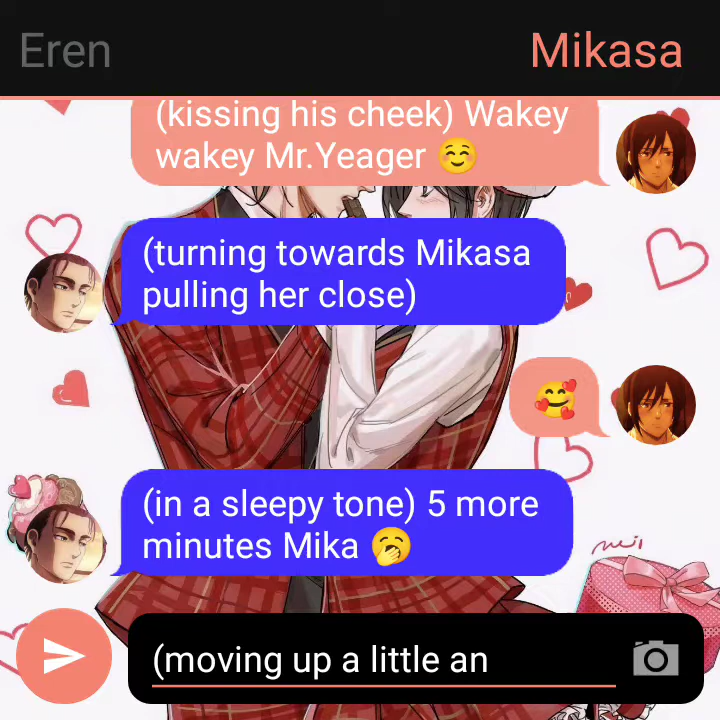 Eren
Mikasa
(kissing his cheek) Wakey
wakey Mr.Yeager ☺️
(turning towards Mikasa
pulling her close)
🥰
(in a sleepy tone) 5 more
minutes Mika 🥱
(moving up a little an